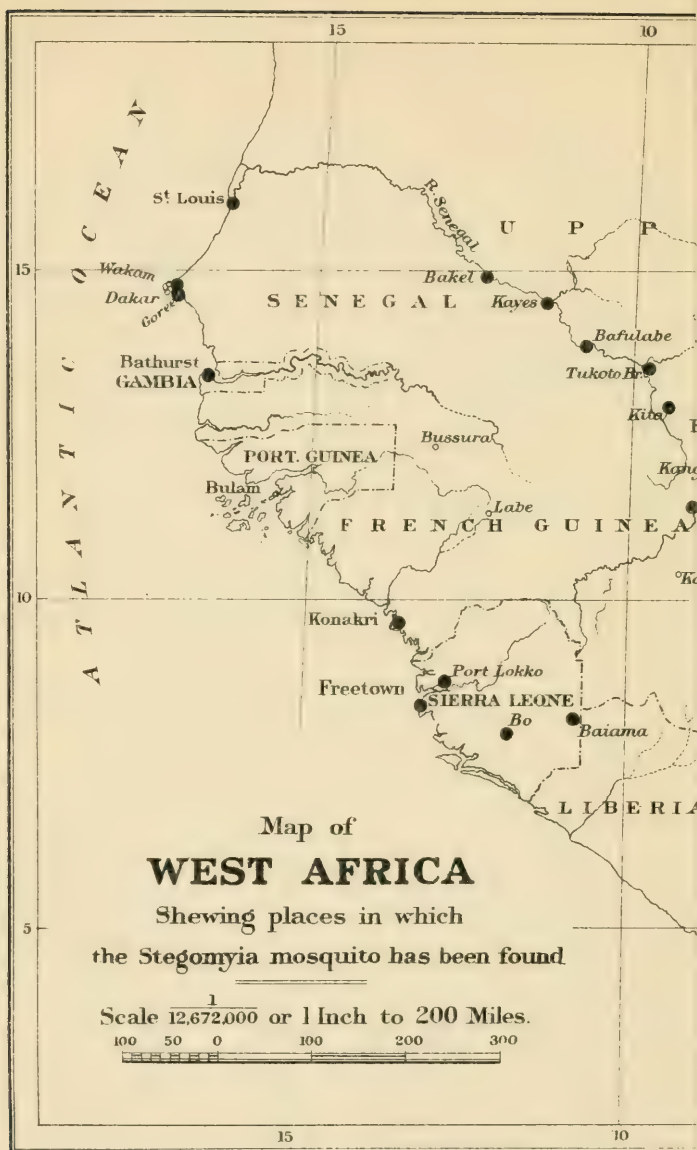 15 10
ATLANTIC OCEAN
St. Louis
R. Senegal
U P P
15
Wakam
Dakar
Goree
SENEGAL
Bakel
Kayes
Bafulabe
Bathurst
GAMBIA
Tukoto Br.
Kita
Bussura
PORT. GUINEA
Bulam
Labe
FRENCH GUINEA
10
Konakri
Port Lokko
Freetown
SIERRA LEONE
Bo
Baiama
LIBERIA
Map of
WEST AFRICA
Shewing places in which
5
the Stegomyia mosquito has been found
Scale 1/12,672,000 or 1 Inch to 200 Miles.
100 50 0 100 200 300
15 10